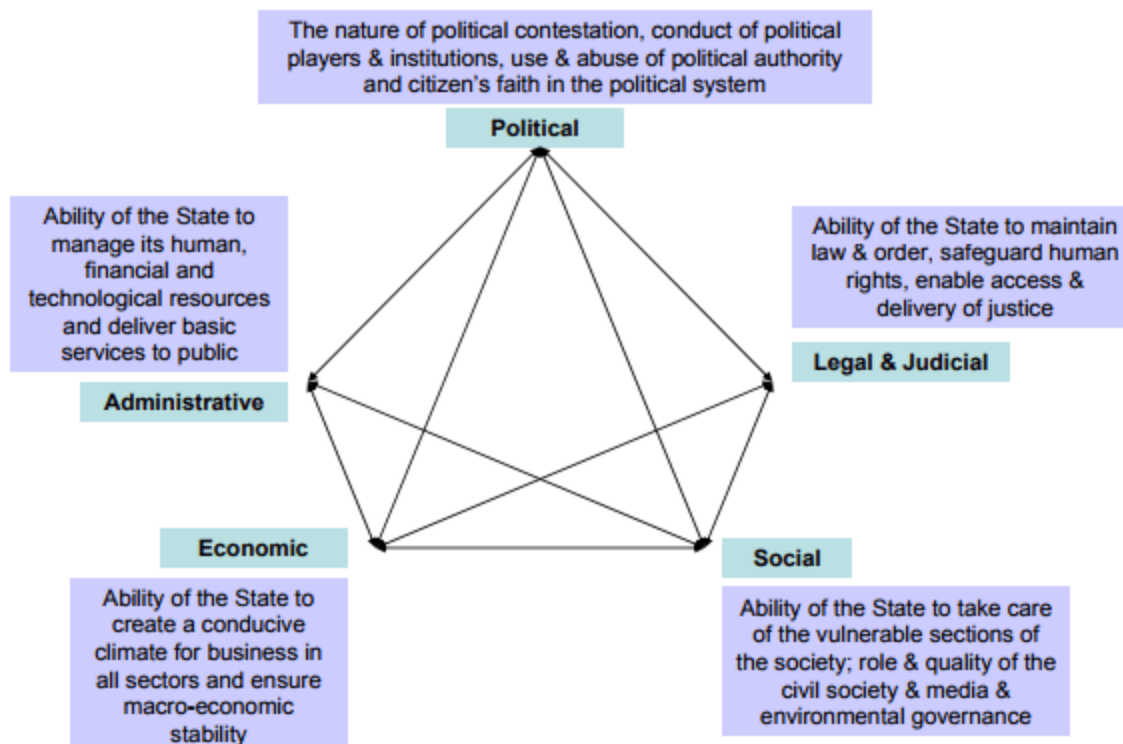 The nature of political contestation, conduct of political
players & institutions, use & abuse of political authority
and citizen's faith in the political system
Political
Ability of the State to
manage its human,
financial and
technological resources
and deliver basic
services to public
Administrative
Ability of the State to maintain
law & order, safeguard human
rights, enable access &
delivery of justice
Legal & Judicial
Economic
Ability of the State to
create a conducive
climate for business in
all sectors and ensure
macro-economic
stability
Social
Ability of the State to take care
of the vulnerable sections of
the society; role & quality of the
civil society & media &
environmental governance